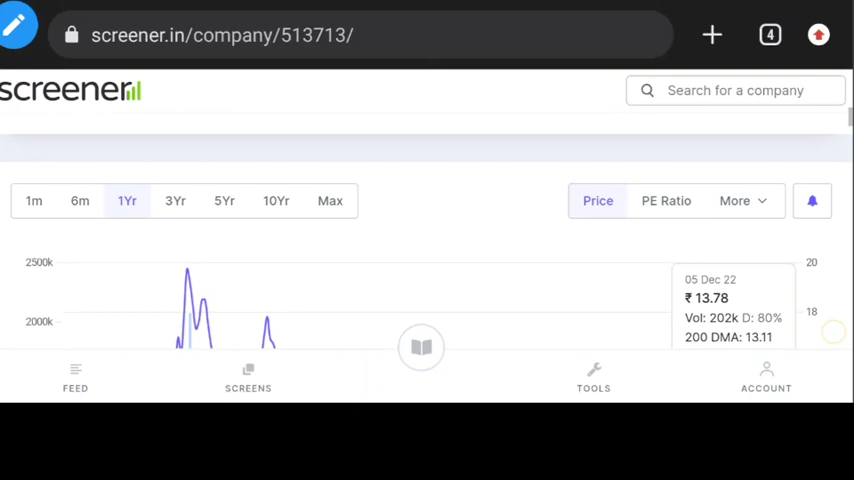 screener.in/company/513713/
4
screener
Search for a company
1m 6m 1Yr 3Yr 5Yr 10Yr Max
Price PE Ratio More
2500k
20
05 Dec 22
₹ 13.78
Vol: 202k D: 80%
200 DMA: 13.11
18
2000k
FEED
SCREENS
TOOLS
ACCOUNT